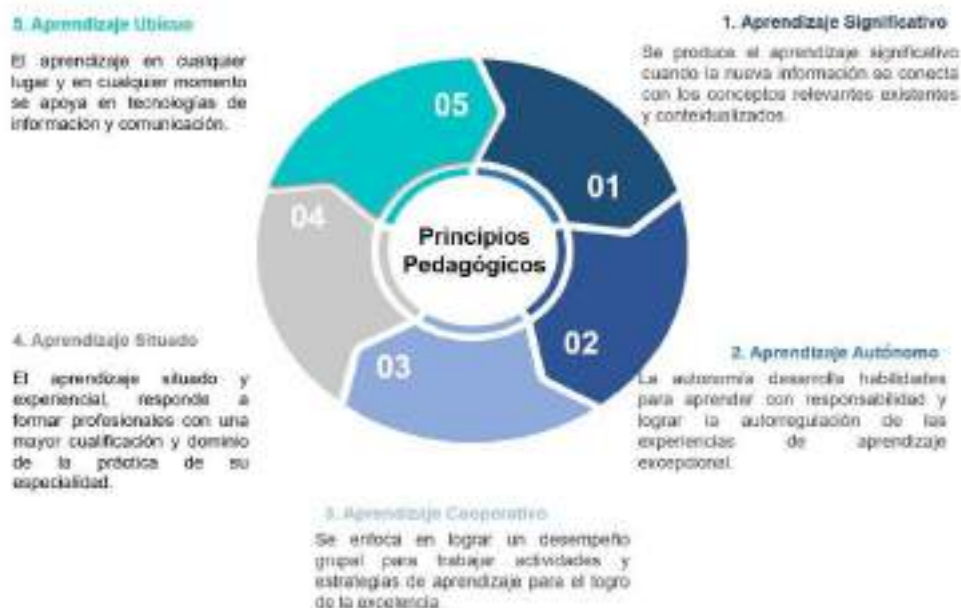 5. Aprendizaje Ubicuo
El aprendizaje en cualquier
lugar y en cualquier momento
se apoya en tecnologías de
información y comunicación.
1. Aprendizaje Significativo
Se produce el aprendizaje significativo
cuando la nueva información se conecta
con los conceptos relevantes existentes
y contextualizados.
05
01
04
Principios
Pedagógicos
02
03
4. Aprendizaje Situado
El aprendizaje situado y
experiencial, responde a
formar profesionales con una
mayor cualificación y dominio
de la práctica de su
especialidad.
2. Aprendizaje Autónomo
La autonomía desarrolla habilidades
para aprender con responsabilidad y
lograr la autorregulación de las
experiencias de aprendizaje
excepcional.
3. Aprendizaje Cooperativo
Se enfoca en lograr un desempeño
grupal para trabajar actividades y
estrategias de aprendizaje para el logro
de la excelencia